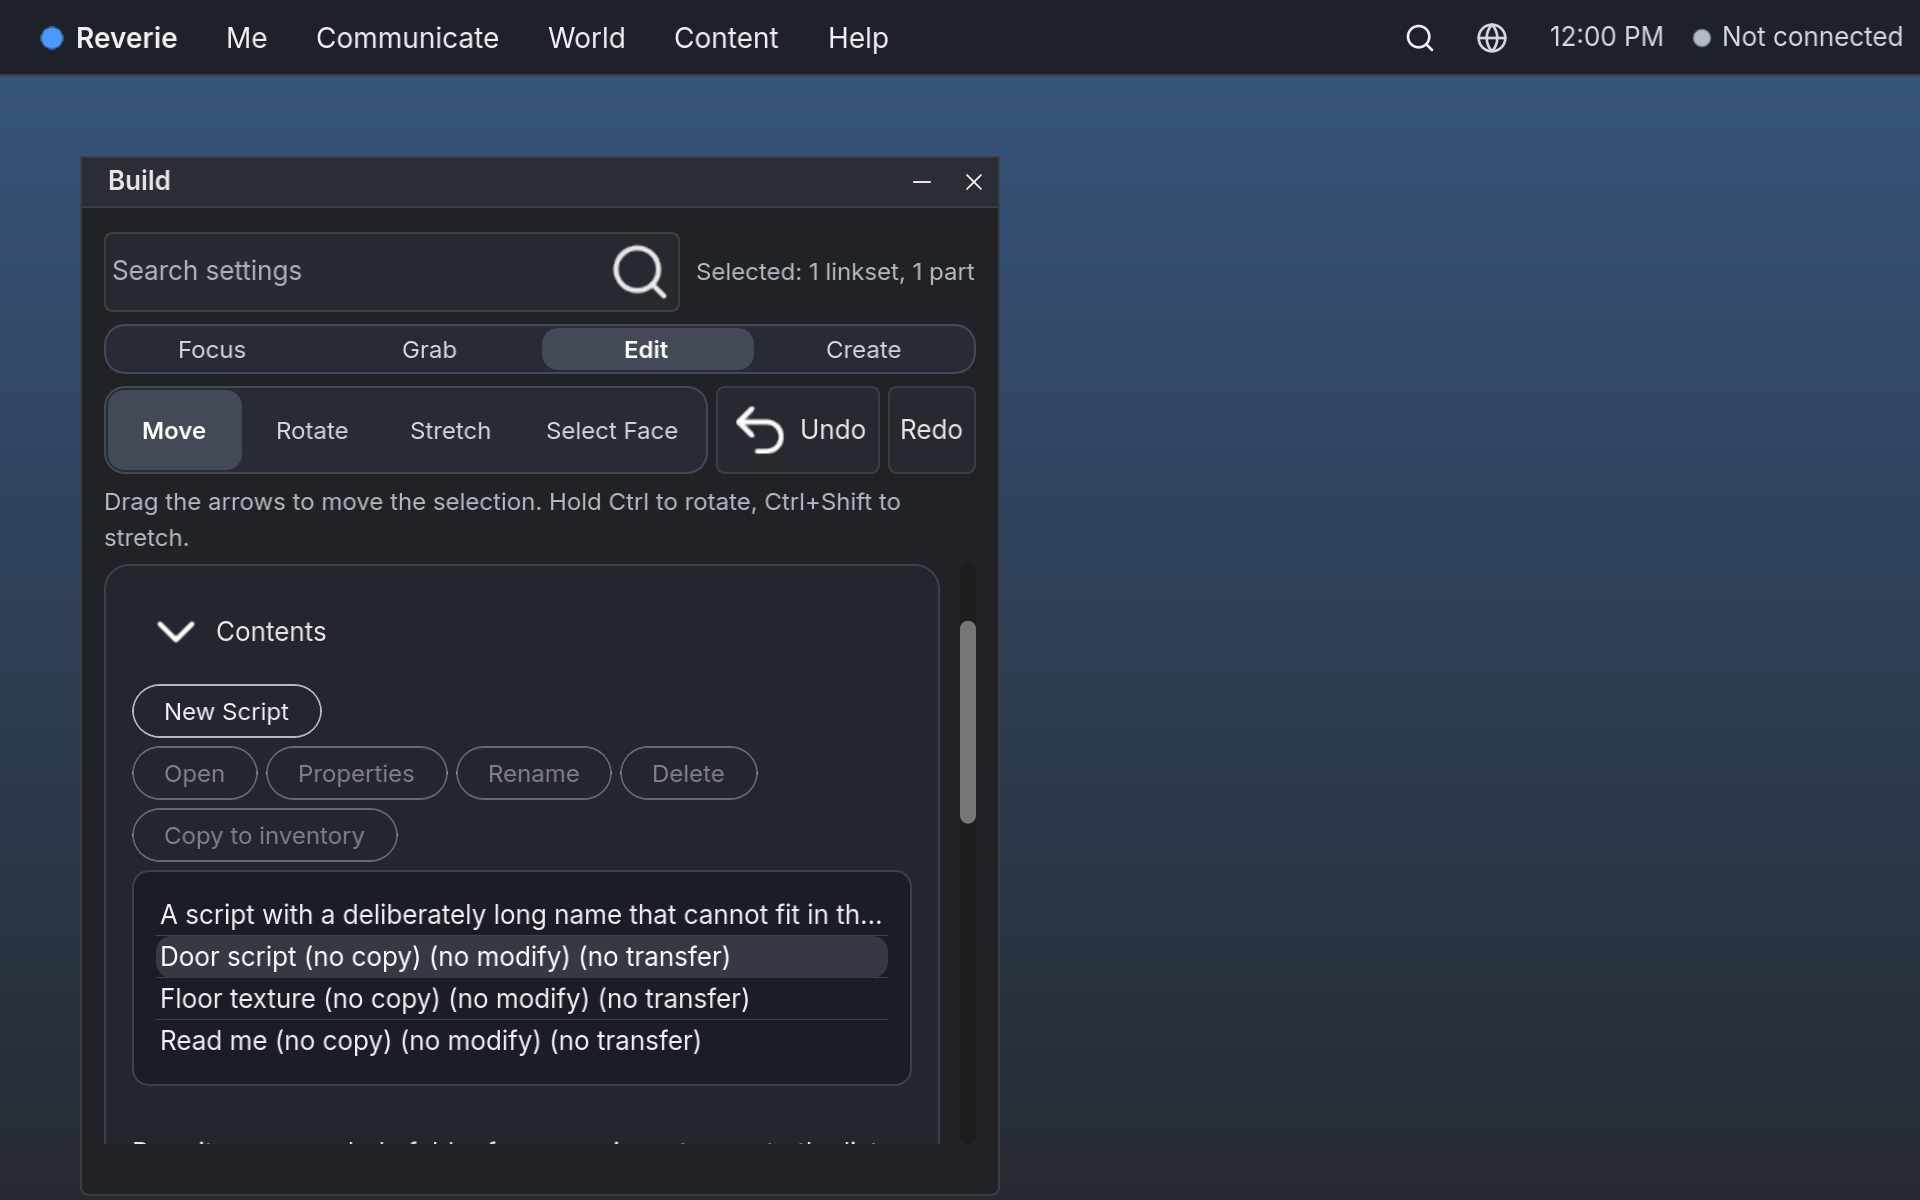 Reverie Me Communicate World Content Help 12:00 PM Not connected
Build
Search settings Selected: 1 linkset, 1 part
Focus Grab Edit Create
Move Rotate Stretch Select Face Undo Redo
Drag the arrows to move the selection. Hold Ctrl to rotate, Ctrl+Shift to
stretch.
Contents
New Script
Open Properties Rename Delete
Copy to inventory
A script with a deliberately long name that cannot fit in th...
Door script (no copy) (no modify) (no transfer)
Floor texture (no copy) (no modify) (no transfer)
Read me (no copy) (no modify) (no transfer)